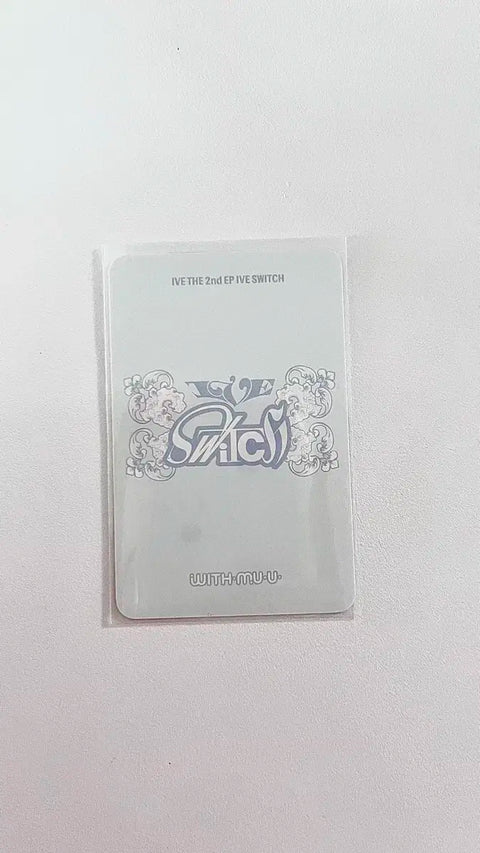 IVE THE 2nd EP IVE SWITCH
IVE
SWiTCH
WITH·MU·U·